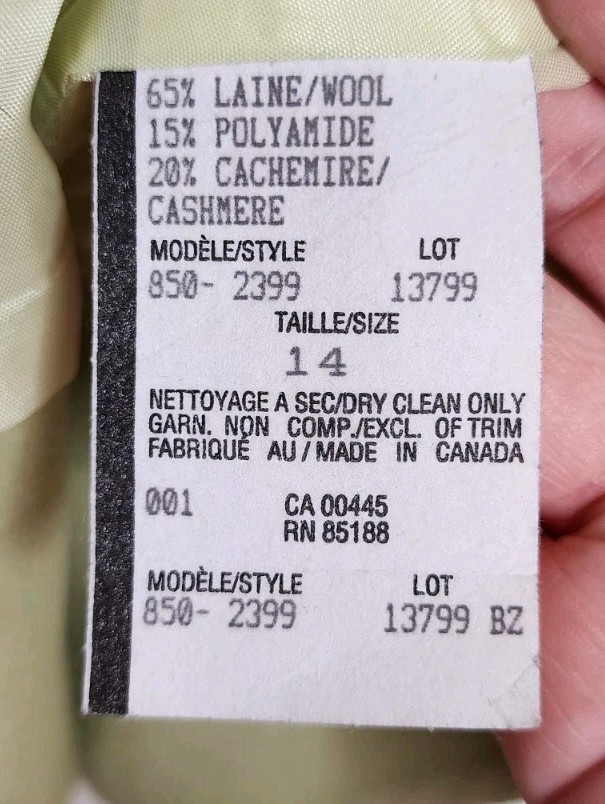 65% LAINE/WOOL
15% POLYAMIDE
20% CACHEMIRE/
CASHMERE
MODÈLE/STYLE LOT
850- 2399 13799
TAILLE/SIZE
14
NETTOYAGE A SEC/DRY CLEAN ONLY
GARN. NON COMP./EXCL. OF TRIM
FABRIQUÉ AU / MADE IN CANADA
001 CA 00445
RN 85188
MODÈLE/STYLE LOT
850- 2399 13799 BZ